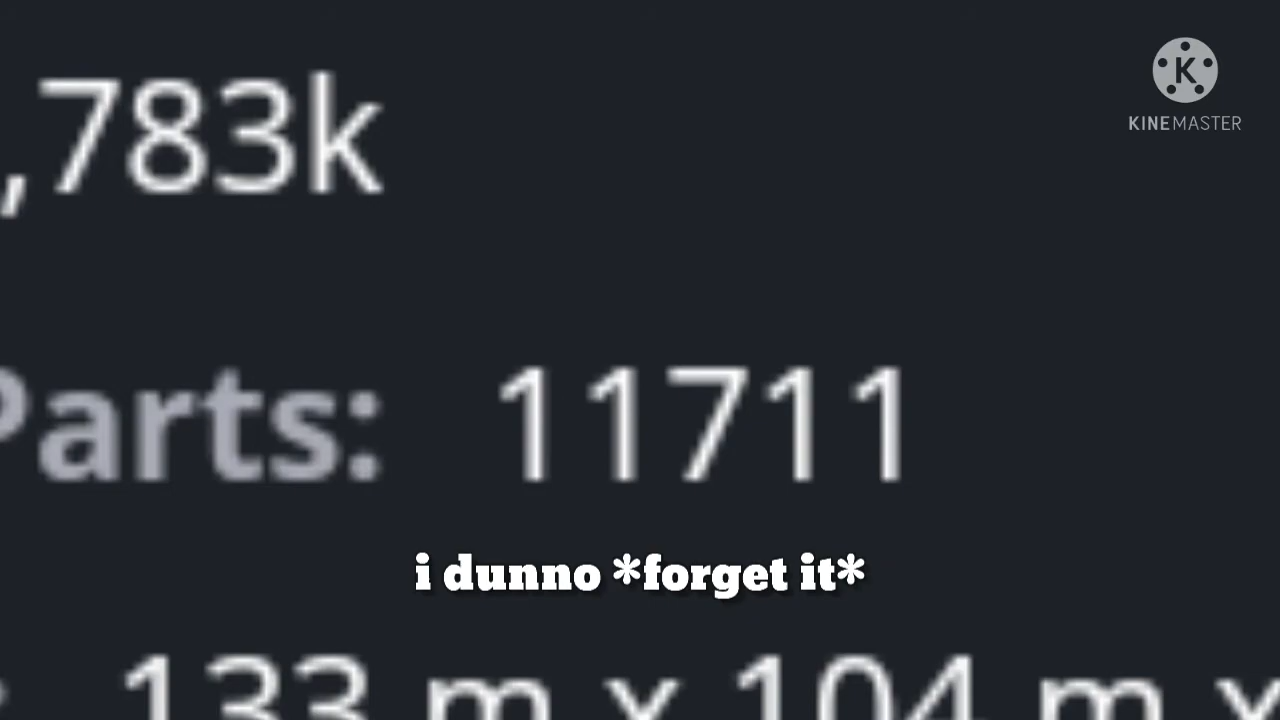 ,783k
KINEMASTER
Parts: 11711
i dunno *forget it*
: 133 m x 104 m x